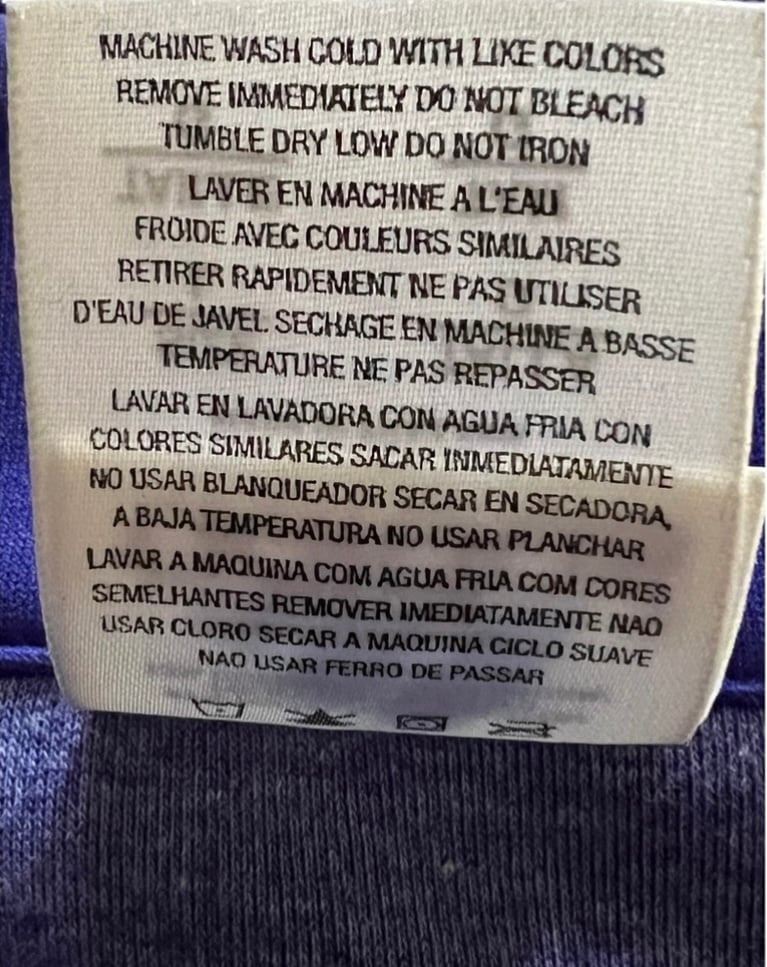 MACHINE WASH COLD WITH LIKE COLORS
REMOVE IMMEDIATELY DO NOT BLEACH
TUMBLE DRY LOW DO NOT IRON
LAVER EN MACHINE A L'EAU
FROIDE AVEC COULEURS SIMILAIRES
RETIRER RAPIDEMENT NE PAS UTILISER
D'EAU DE JAVEL SECHAGE EN MACHINE A BASSE
TEMPERATURE NE PAS REPASSER
LAVAR EN LAVADORA CON AGUA FRIA CON
COLORES SIMILARES SACAR INMEDIATAMENTE
NO USAR BLANQUEADOR SECAR EN SECADORA,
A BAJA TEMPERATURA NO USAR PLANCHAR
LAVAR A MAQUINA COM AGUA FRIA COM CORES
SEMELHANTES REMOVER IMEDIATAMENTE NAO
USAR CLORO SECAR A MAQUINA CICLO SUAVE
NAO USAR FERRO DE PASSAR